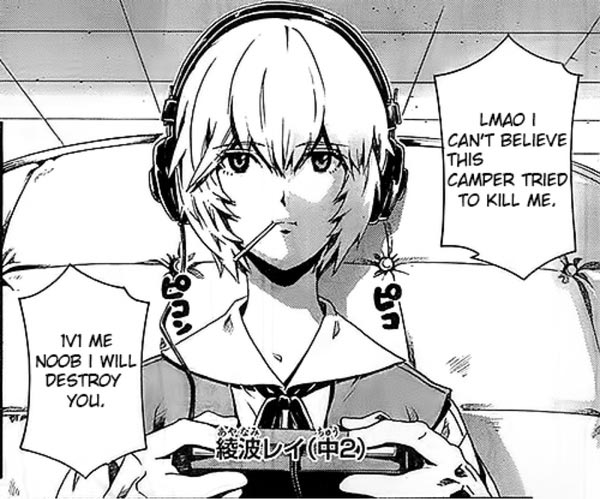 LMAO I
CAN'T BELIEVE
THIS
CAMPER TRIED
TO KILL ME.
ピコン
ピコ
1V1 ME
NOOB I WILL
DESTROY
YOU.
あやなみ ちゅう
綾波レイ(中2)